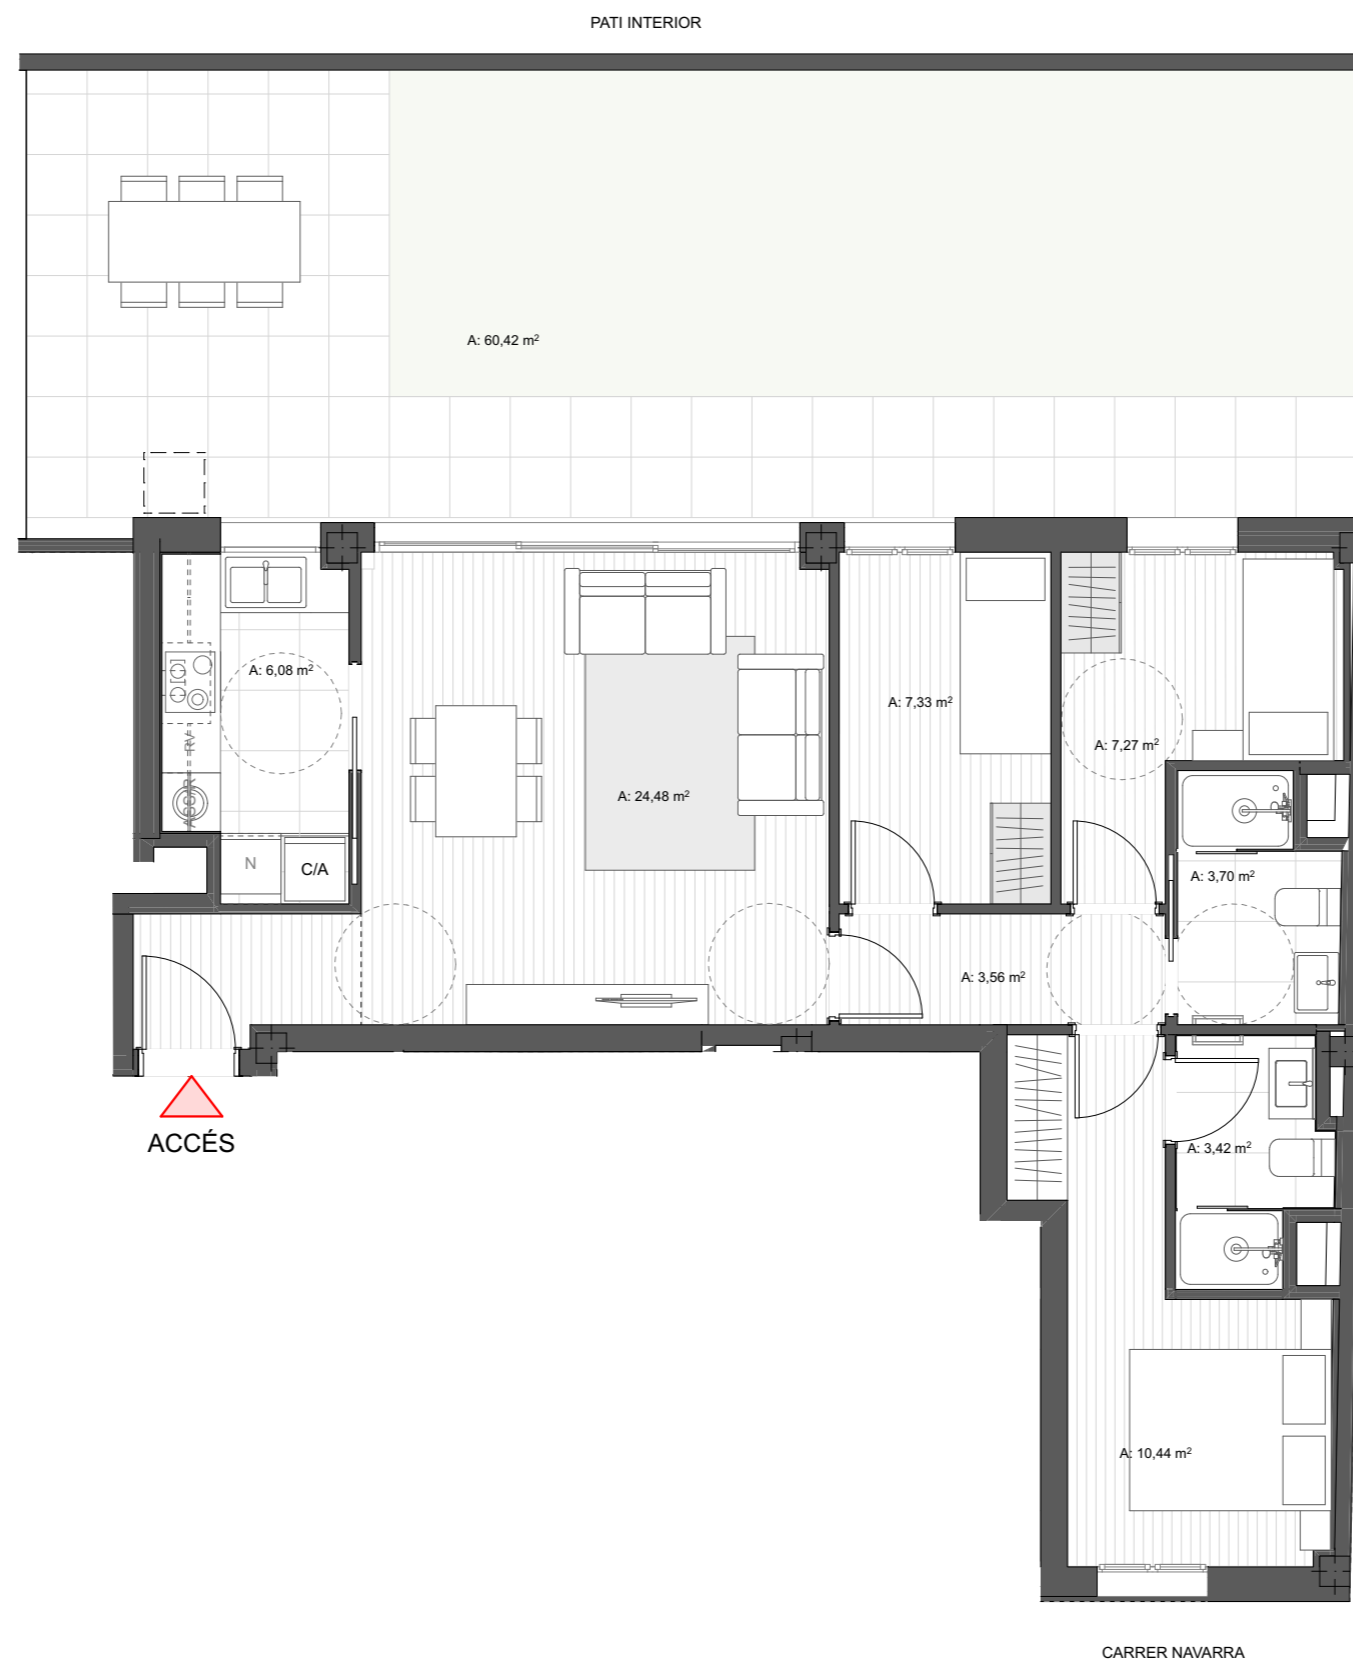 PATI INTERIOR
A: 60,42 m²
A: 6,08 m²
A: 7,33 m²
A: 7,27 m²
RV
A: 24,48 m²
N
C/A
A: 3,70 m²
A: 3,56 m²
ACCÉS
A: 3,42 m²
A: 10,44 m²
CARRER NAVARRA